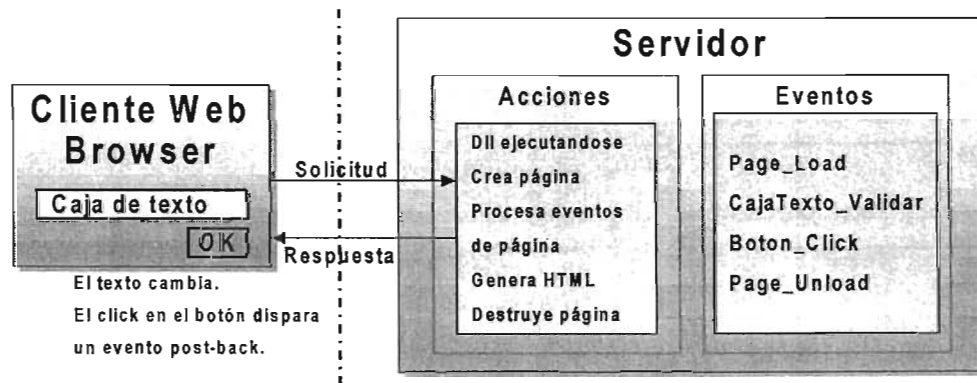 Cliente Web
Browser
Caja de texto
OK
El texto cambia.
El click en el botón dispara
un evento post-back.
Solicitud
Respuesta
Servidor
Acciones
Dll ejecutandose
Crea página
Procesa eventos
de página
Genera HTML
Destruye página
Eventos
Page_Load
CajaTexto_Validar
Boton_Click
Page_Unload